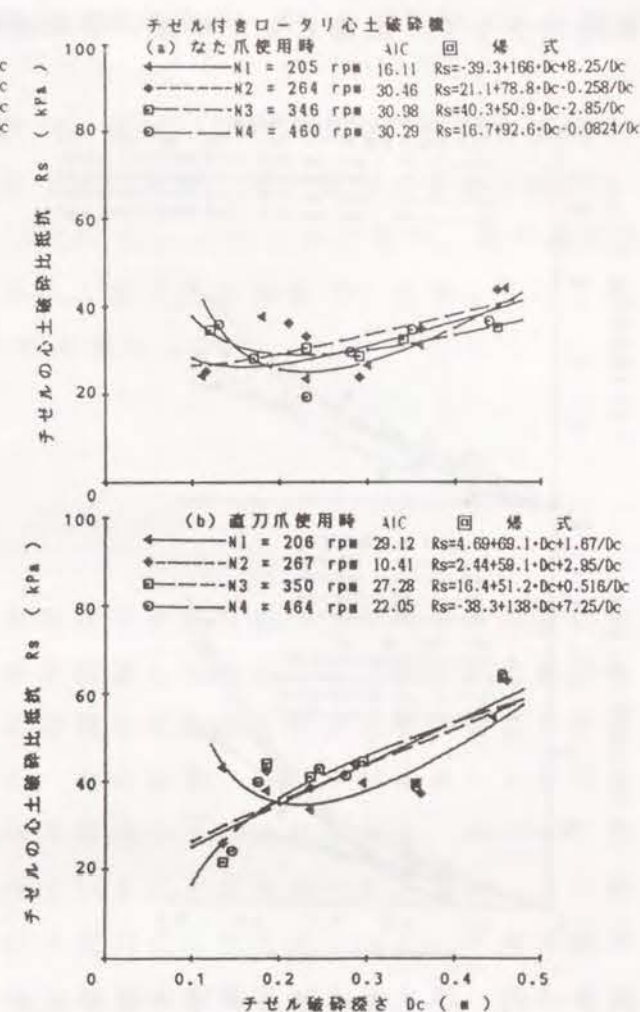 チゼル付きロータリ心土破砕機
(a) なた爪使用時 AIC 回 帰 式
N1 = 205 rpm 16.11 Rs=-39.3+166・Dc+8.25/Dc
N2 = 264 rpm 30.46 Rs=21.1+78.8・Dc-0.258/Dc
N3 = 346 rpm 30.98 Rs=40.3+50.9・Dc-2.85/Dc
N4 = 460 rpm 30.29 Rs=16.7+92.6・Dc-0.0824/Dc
c
c
c
c
100
80
60
40
20
0
チゼルの心土破砕比抵抗 Rs ( kPa )
(b) 直刀爪使用時 AIC 回 帰 式
N1 = 206 rpm 29.12 Rs=4.69+69.1・Dc+1.67/Dc
N2 = 267 rpm 10.41 Rs=2.44+59.1・Dc+2.95/Dc
N3 = 350 rpm 27.28 Rs=16.4+51.2・Dc+0.516/Dc
N4 = 464 rpm 22.05 Rs=-38.3+138・Dc+7.25/Dc
100
80
60
40
20
0
チゼルの心土破砕比抵抗 Rs ( kPa )
0.1 0.2 0.3 0.4 0.5
チゼル破砕深さ Dc ( m )